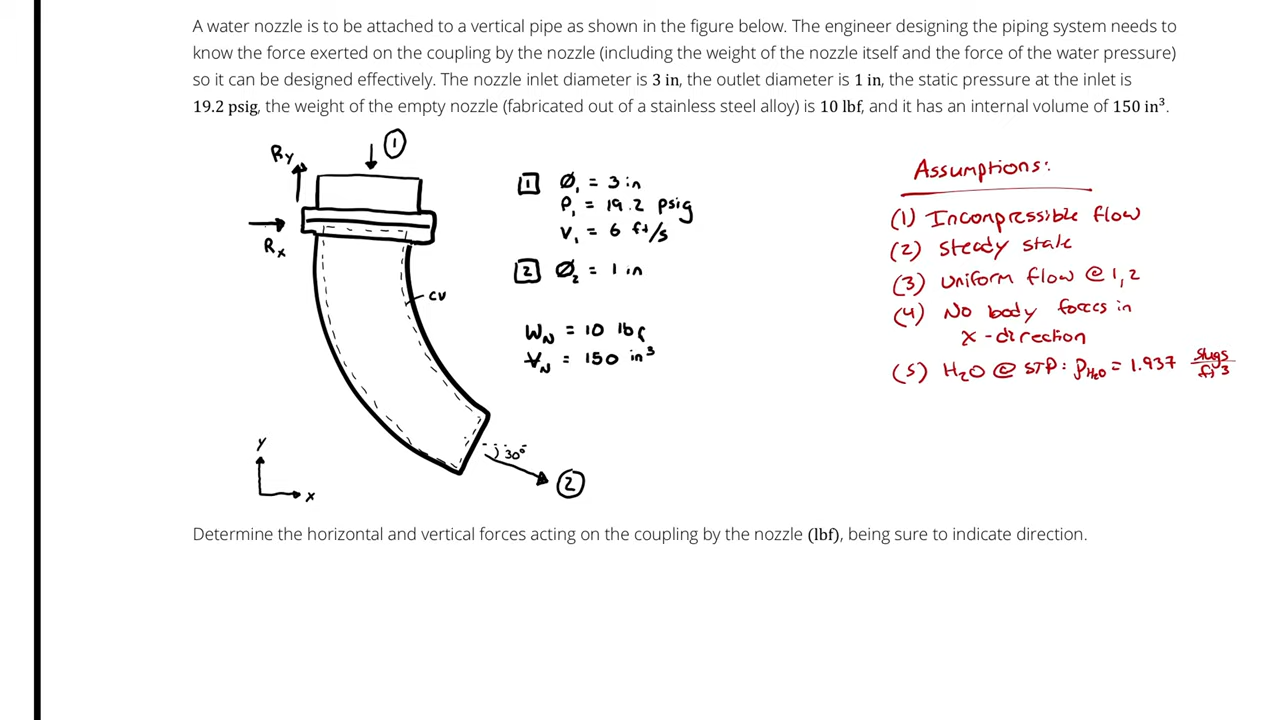 A water nozzle is to be attached to a vertical pipe as shown in the figure below. The engineer designing the piping system needs to
know the force exerted on the coupling by the nozzle (including the weight of the nozzle itself and the force of the water pressure)
so it can be designed effectively. The nozzle inlet diameter is 3 in, the outlet diameter is 1 in, the static pressure at the inlet is
19.2 psig, the weight of the empty nozzle (fabricated out of a stainless steel alloy) is 10 lbf, and it has an internal volume of 150 in³.
1
Ry
Rx
CV
30°
2
Y
x
1 Ø₁ = 3 in
P₁ = 19.2 psig
V₁ = 6 ft/s
2 Ø₂ = 1 in
WN = 10 lbf
VN = 150 in³
Assumptions:
(1) Incompressible flow
(2) Steady state
(3) Uniform flow @ 1,2
(4) No body forces in
x-direction
(5) H₂O @ STP: ρH₂O = 1.937 slugs/ft³
Determine the horizontal and vertical forces acting on the coupling by the nozzle (lbf), being sure to indicate direction.